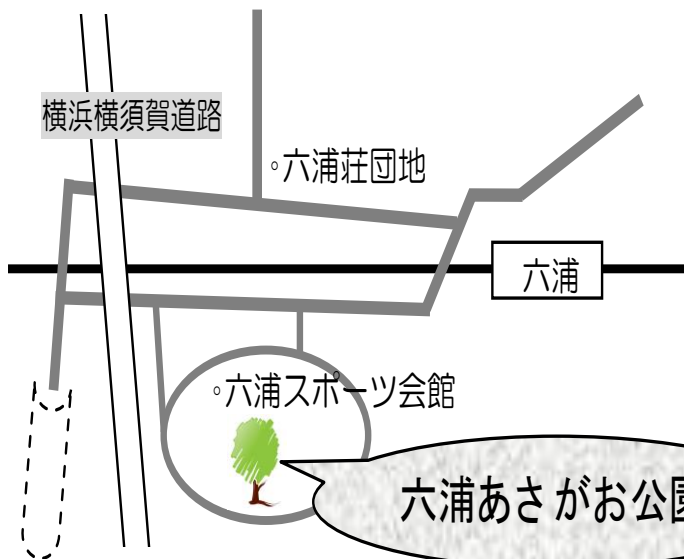 横浜横須賀道路
六浦荘団地
六浦
六浦スポーツ会館
六浦あさがお公園